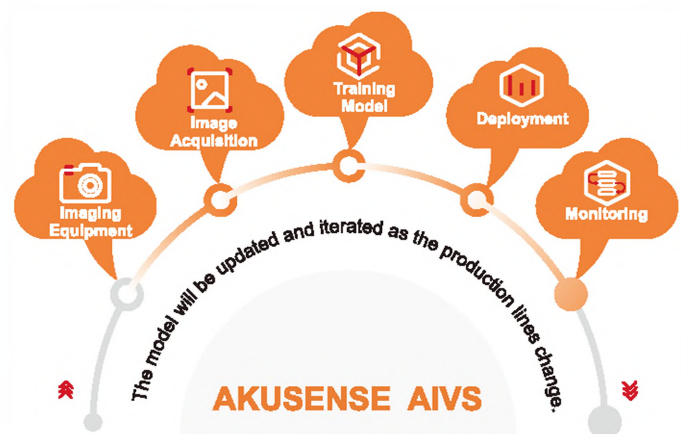 Imaging
Equipment
Image
Acquisition
Training
Model
Deployment
Monitoring
The model will be updated and iterated as the production lines change.
AKUSENSE AIVS